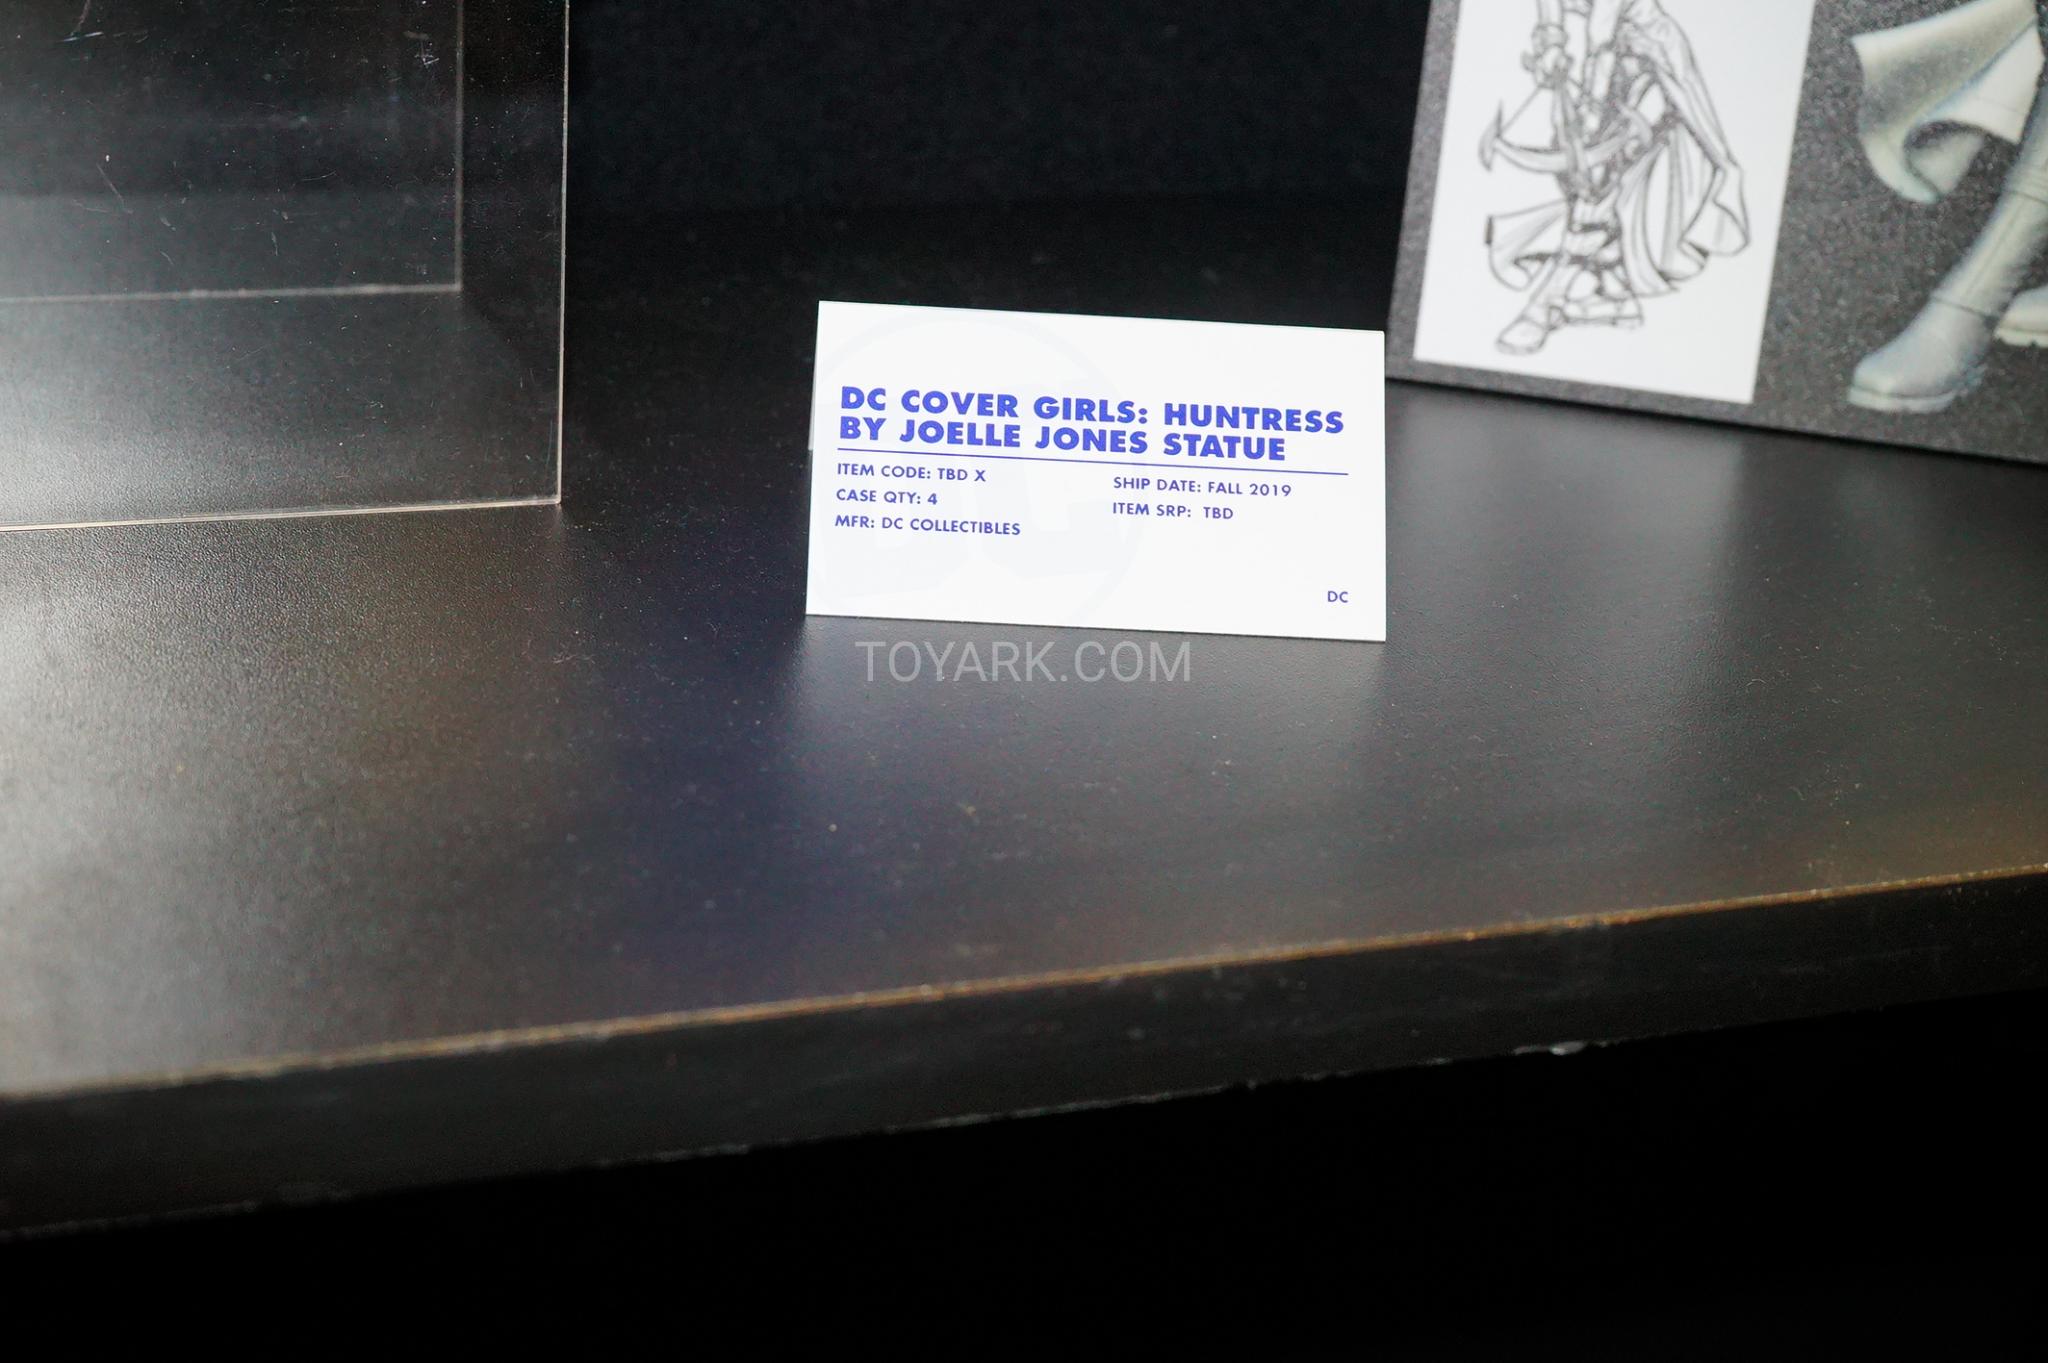 DC COVER GIRLS: HUNTRESS
BY JOELLE JONES STATUE
ITEM CODE: TBD X
CASE QTY: 4
MFR: DC COLLECTIBLES
SHIP DATE: FALL 2019
ITEM SRP: TBD
DC
TOYARK.COM